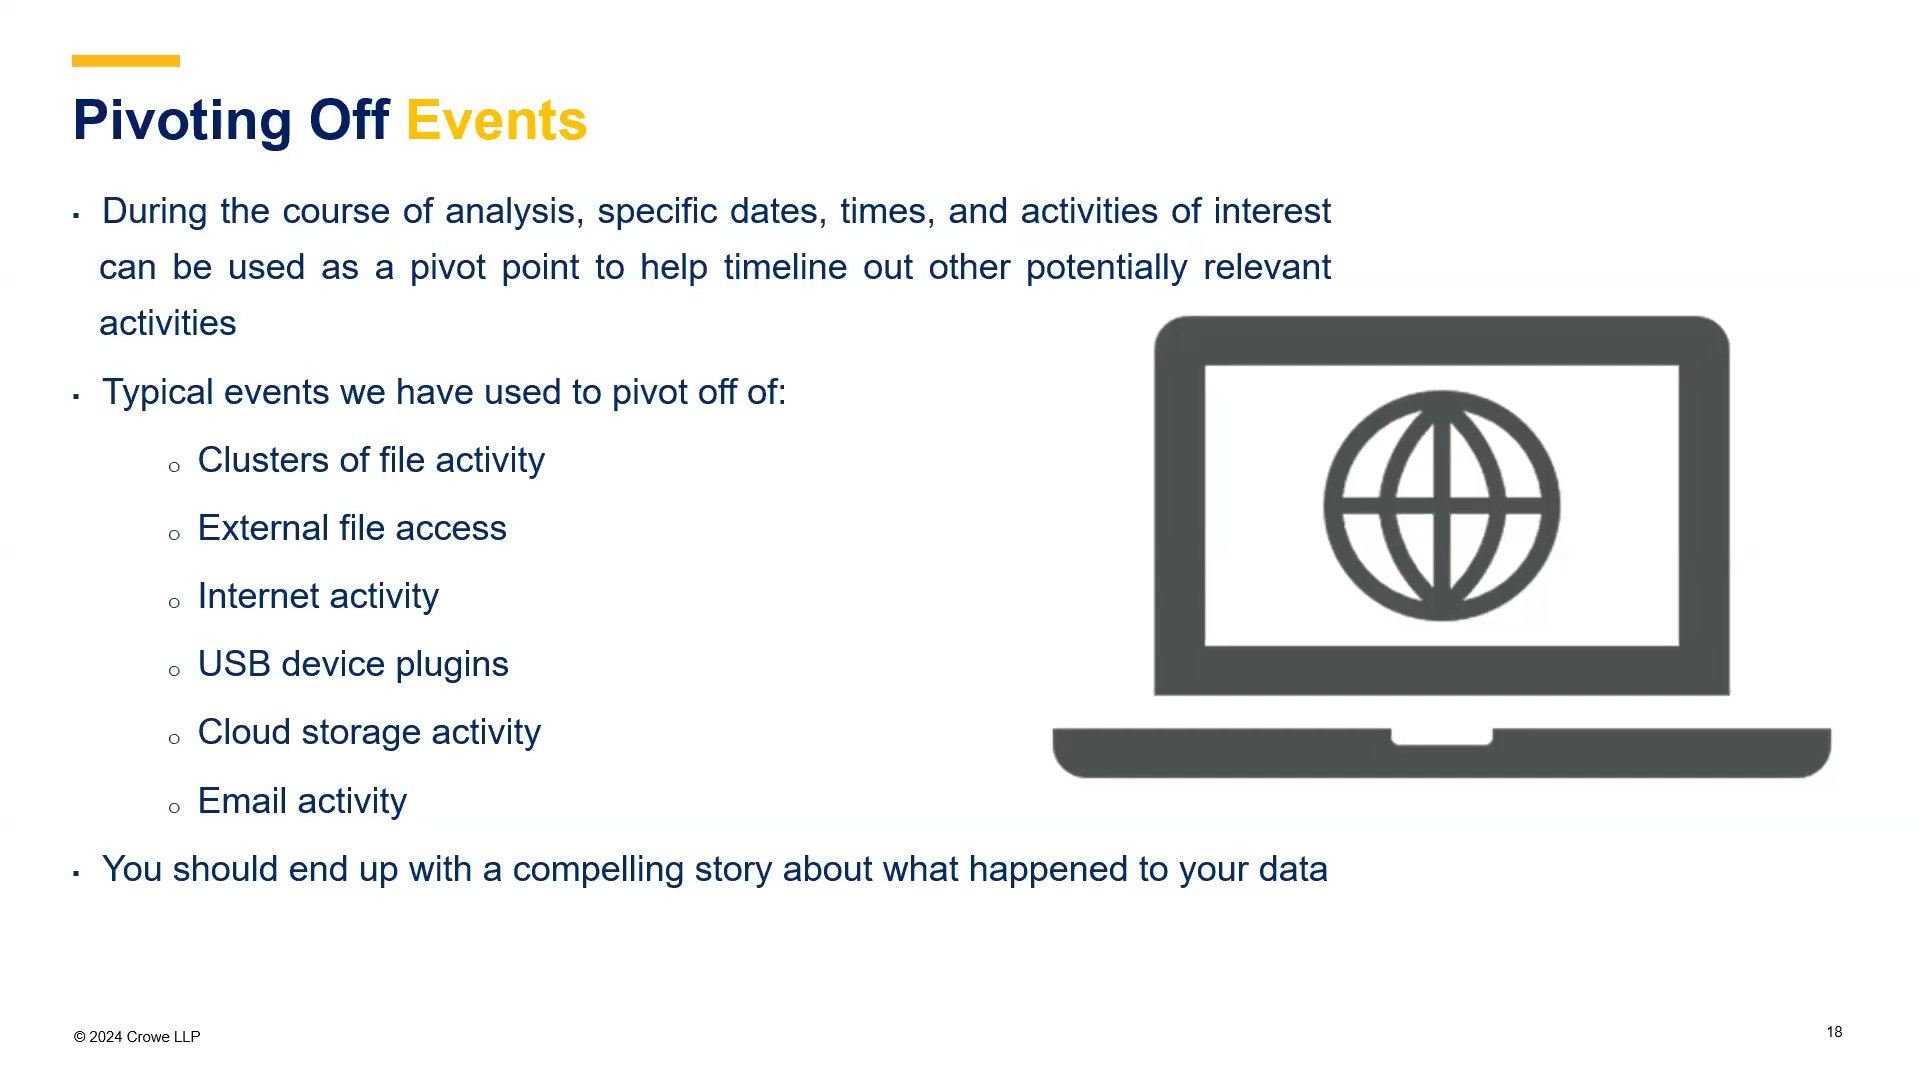 Pivoting Off Events
▪ During the course of analysis, specific dates, times, and activities of interest
can be used as a pivot point to help timeline out other potentially relevant
activities
▪ Typical events we have used to pivot off of:
o Clusters of file activity
o External file access
o Internet activity
o USB device plugins
o Cloud storage activity
o Email activity
▪ You should end up with a compelling story about what happened to your data
© 2024 Crowe LLP
18